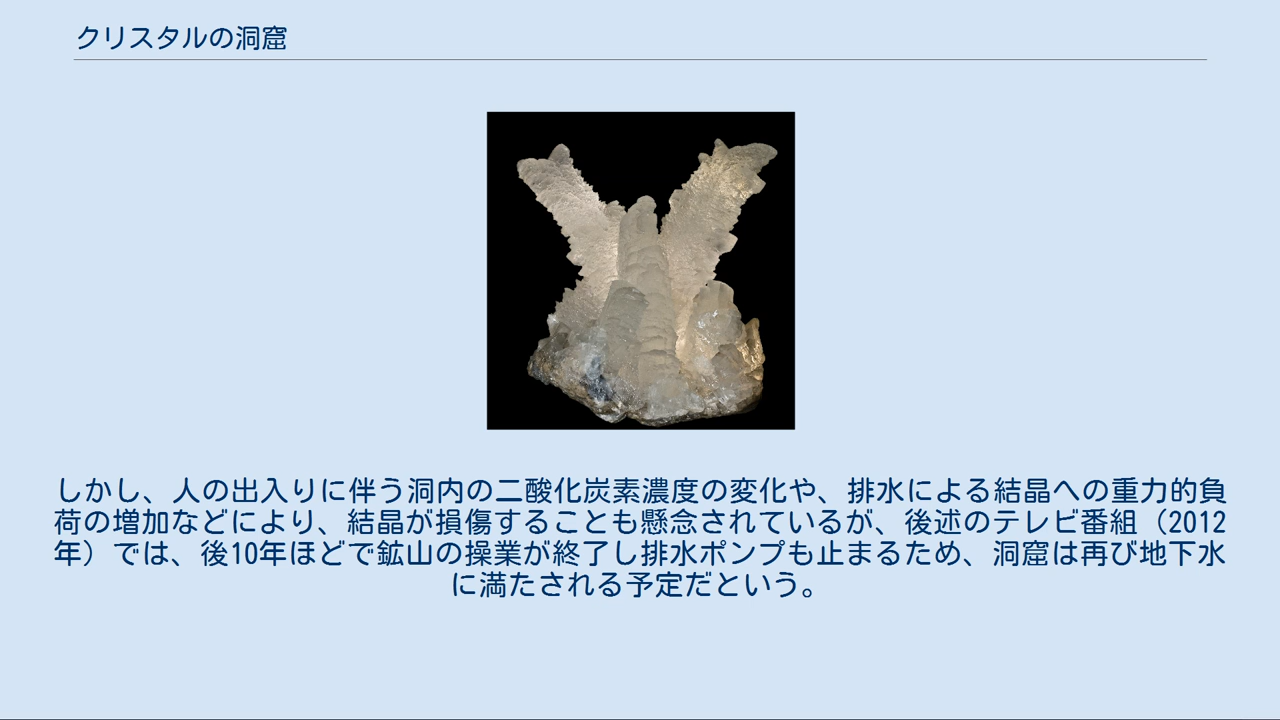 クリスタルの洞窟
しかし、人の出入りに伴う洞内の二酸化炭素濃度の変化や、排水による結晶への重力的負
荷の増加などにより、結晶が損傷することも懸念されているが、後述のテレビ番組（2012
年）では、後10年ほどで鉱山の操業が終了し排水ポンプも止まるため、洞窟は再び地下水
に満たされる予定だという。